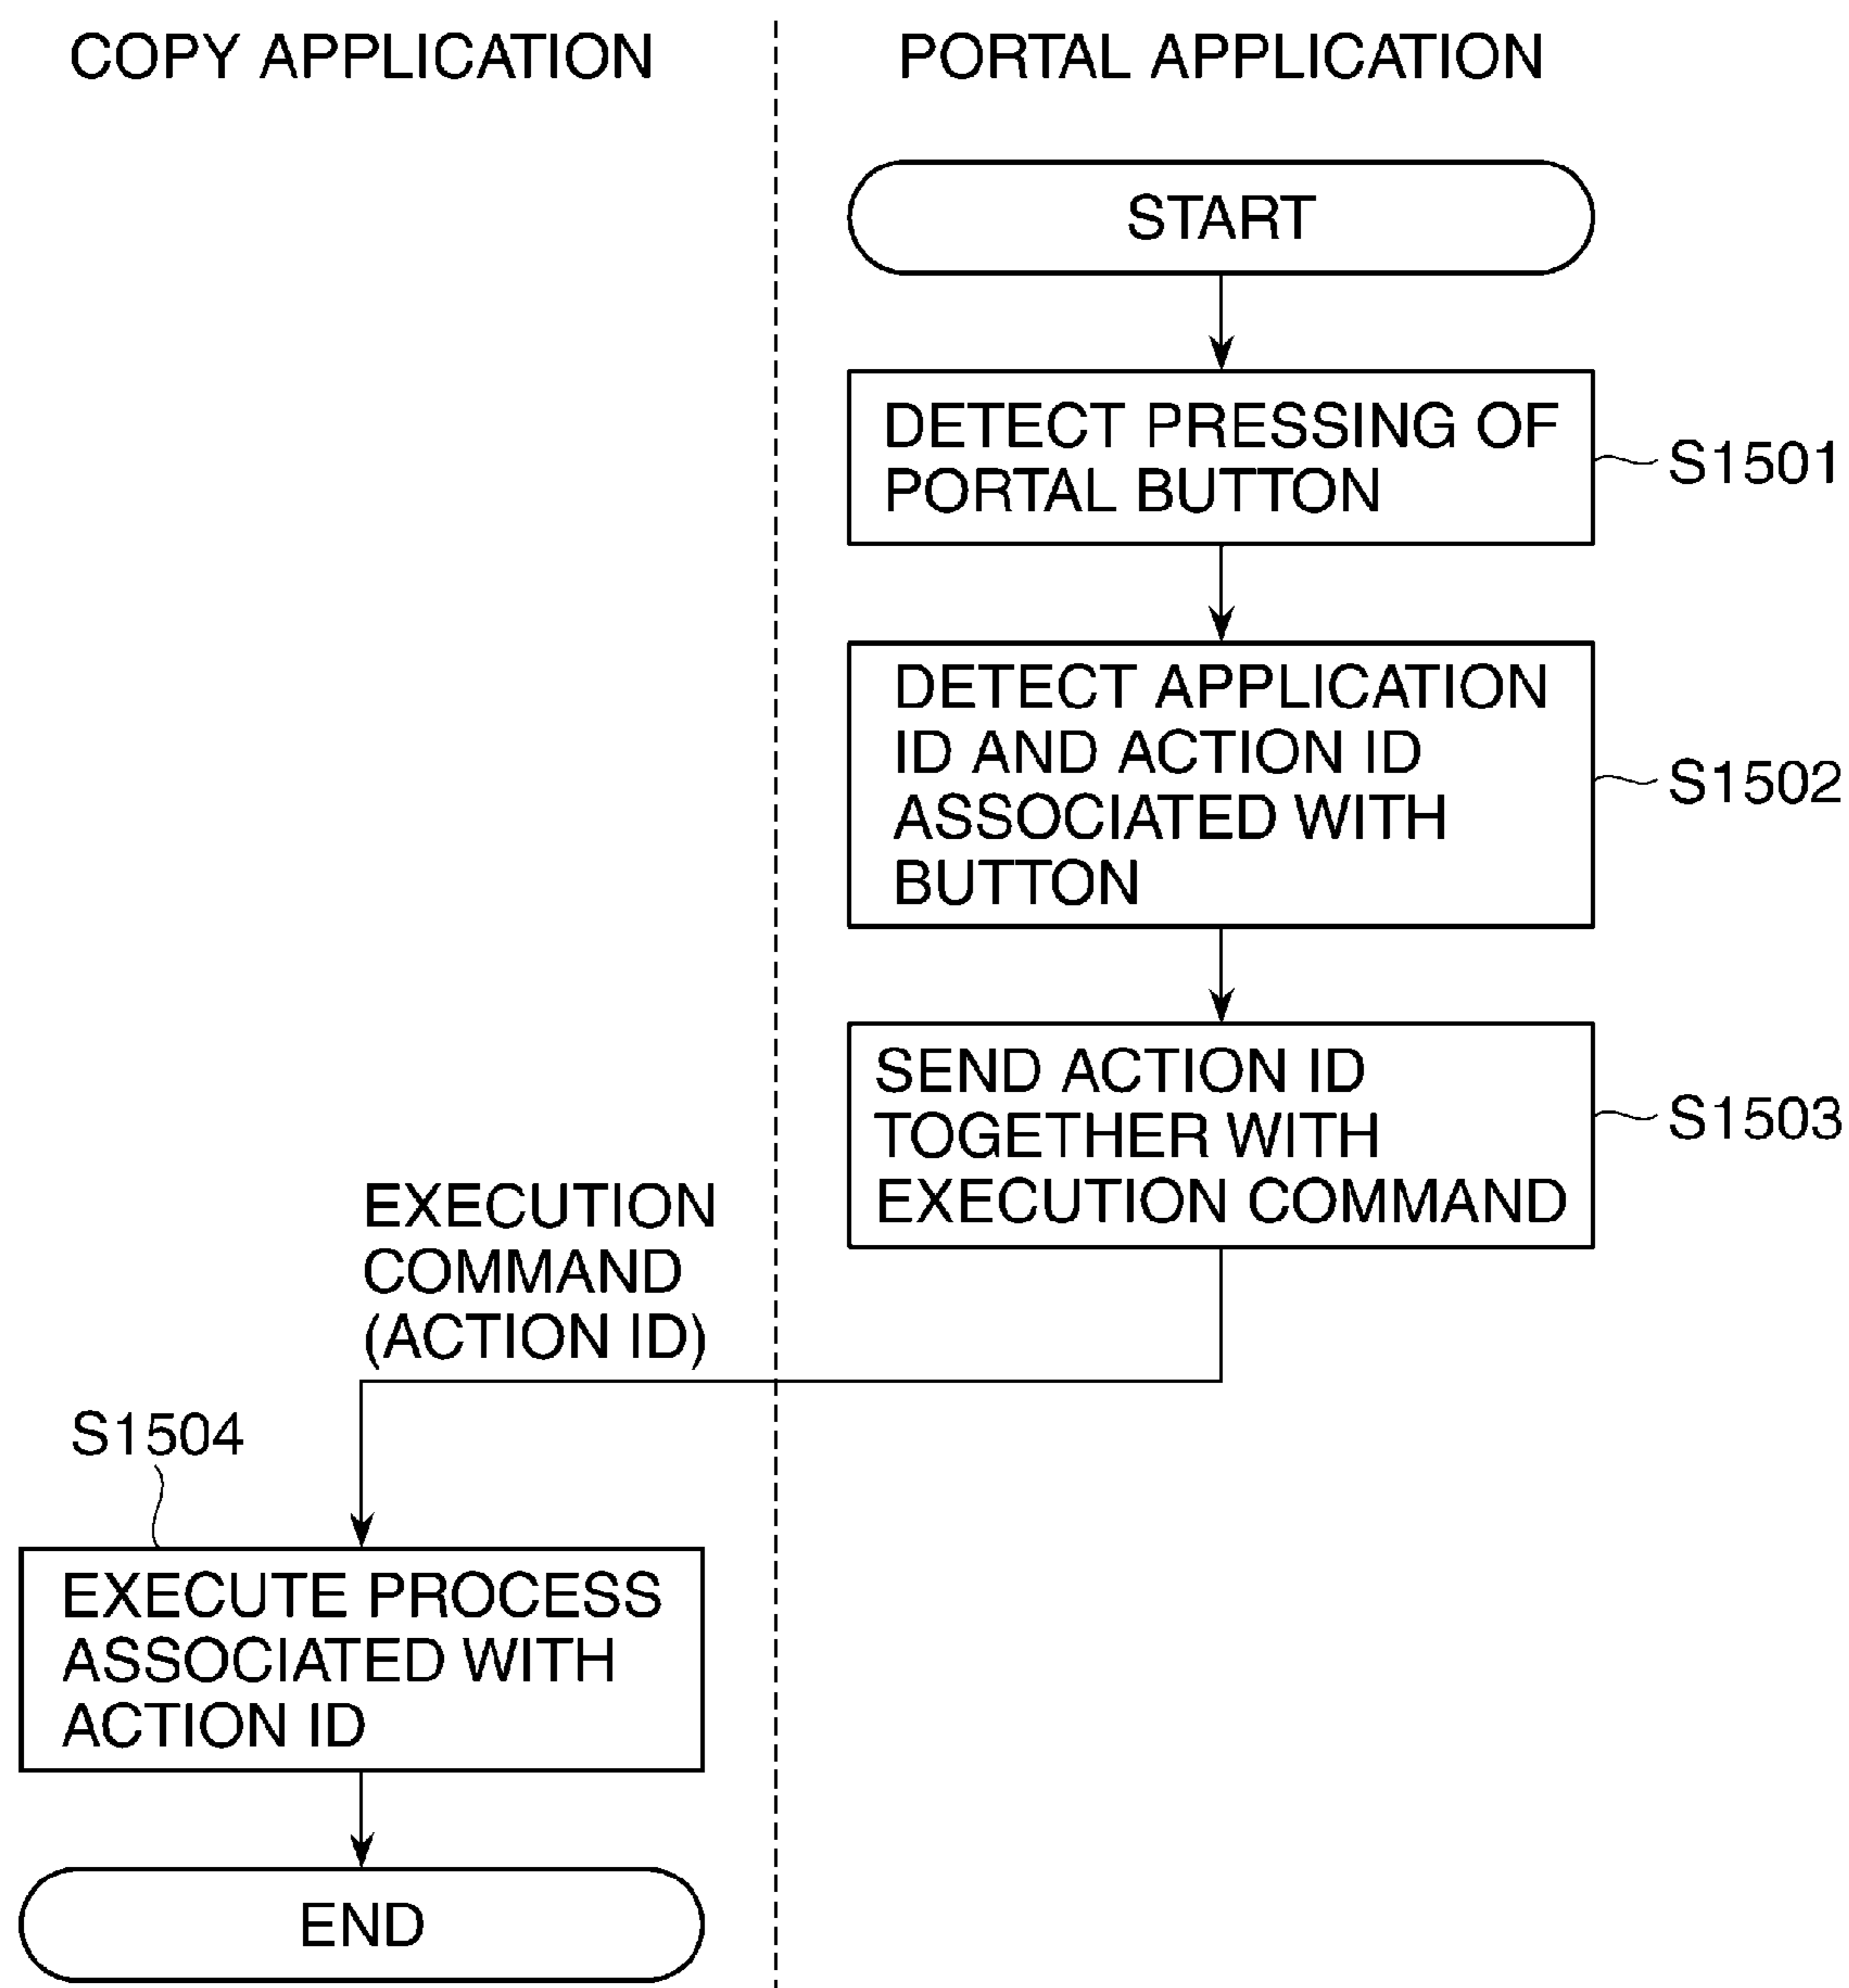 COPY APPLICATION
PORTAL APPLICATION
START
DETECT PRESSING OF
PORTAL BUTTON
S1501
DETECT APPLICATION
ID AND ACTION ID
ASSOCIATED WITH
BUTTON
S1502
SEND ACTION ID
TOGETHER WITH
EXECUTION COMMAND
S1503
EXECUTION
COMMAND
(ACTION ID)
S1504
EXECUTE PROCESS
ASSOCIATED WITH
ACTION ID
END